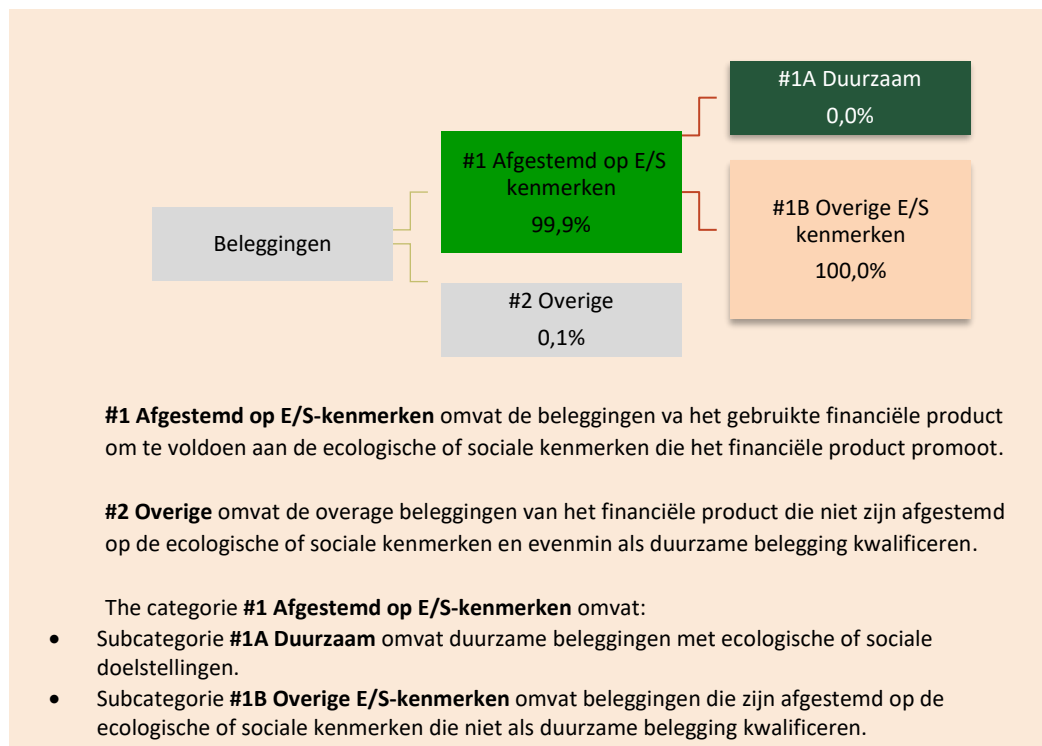 #1A Duurzaam
0,0%
#1 Afgestemd op E/S
kenmerken
99,9%
#1B Overige E/S
kenmerken
100,0%
Beleggingen
#2 Overige
0,1%
#1 Afgestemd op E/S-kenmerken omvat de beleggingen va het gebruikte financiële product
om te voldoen aan de ecologische of sociale kenmerken die het financiële product promoot.
#2 Overige omvat de overage beleggingen van het financiële product die niet zijn afgestemd
op de ecologische of sociale kenmerken en evenmin als duurzame belegging kwalificeren.
The categorie #1 Afgestemd op E/S-kenmerken omvat:
• Subcategorie #1A Duurzaam omvat duurzame beleggingen met ecologische of sociale
doelstellingen.
• Subcategorie #1B Overige E/S-kenmerken omvat beleggingen die zijn afgestemd op de
ecologische of sociale kenmerken die niet als duurzame belegging kwalificeren.